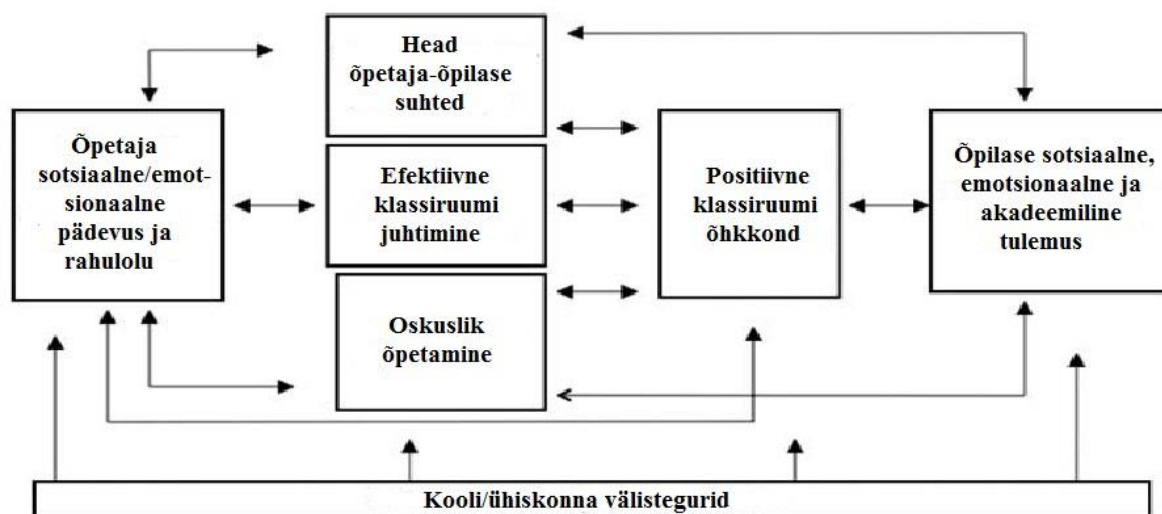 Head
õpetaja-õpilase
suhted
Õpetaja
sotsiaalne/emot-
sionaalne
pädevus ja
rahulolu
Efektiivne
klassiruumi
juhtimine
Oskuslik
õpetamine
Positiivne
klassiruumi
õhkkond
Õpilase sotsiaalne,
emotsionaalne ja
akadeemiline
tulemus
Kooli/ühiskonna välistegurid